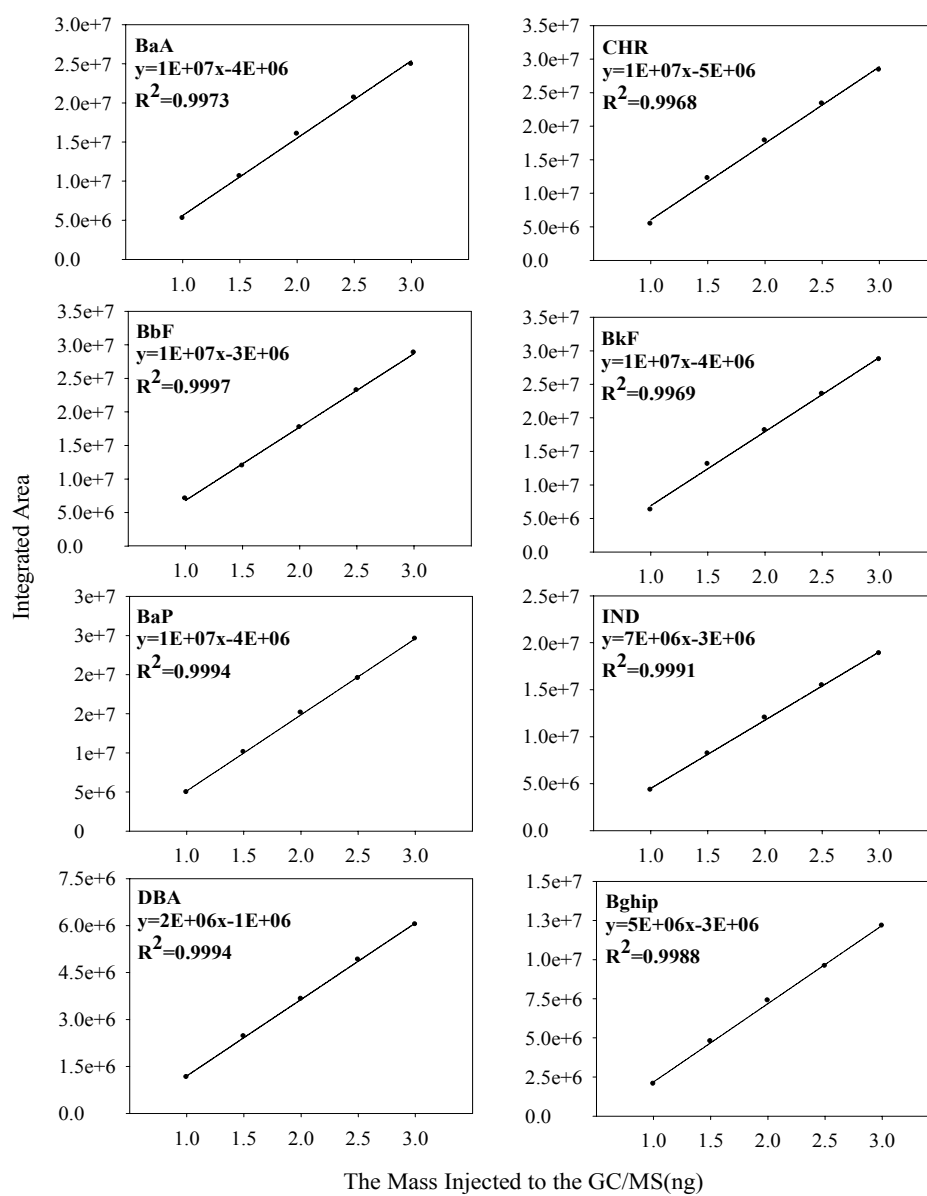 BaA
y=1E+07x-4E+06
R2=0.9973
3.0e+7
2.5e+7
2.0e+7
1.5e+7
1.0e+7
5.0e+6
0.0
1.0 1.5 2.0 2.5 3.0
CHR
y=1E+07x-5E+06
R2=0.9968
3.5e+7
3.0e+7
2.5e+7
2.0e+7
1.5e+7
1.0e+7
5.0e+6
0.0
1.0 1.5 2.0 2.5 3.0
BbF
y=1E+07x-3E+06
R2=0.9997
3.5e+7
3.0e+7
2.5e+7
2.0e+7
1.5e+7
1.0e+7
5.0e+6
0.0
1.0 1.5 2.0 2.5 3.0
BkF
y=1E+07x-4E+06
R2=0.9969
3.5e+7
3.0e+7
2.5e+7
2.0e+7
1.5e+7
1.0e+7
5.0e+6
0.0
1.0 1.5 2.0 2.5 3.0
Integrated Area
BaP
y=1E+07x-4E+06
R2=0.9994
3e+7
3e+7
2e+7
2e+7
1e+7
5e+6
0
1.0 1.5 2.0 2.5 3.0
IND
y=7E+06x-3E+06
R2=0.9991
2.5e+7
2.0e+7
1.5e+7
1.0e+7
5.0e+6
0.0
1.0 1.5 2.0 2.5 3.0
DBA
y=2E+06x-1E+06
R2=0.9994
7.5e+6
6.0e+6
4.5e+6
3.0e+6
1.5e+6
0.0
1.0 1.5 2.0 2.5 3.0
Bghip
y=5E+06x-3E+06
R2=0.9988
1.5e+7
1.3e+7
1.0e+7
7.5e+6
5.0e+6
2.5e+6
0.0
1.0 1.5 2.0 2.5 3.0
The Mass Injected to the GC/MS(ng)